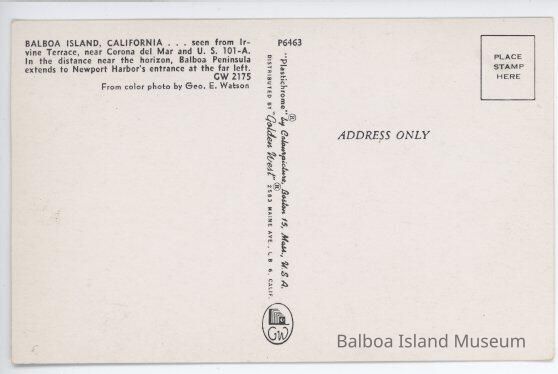 BALBOA ISLAND, CALIFORNIA . . . seen from Ir-
vine Terrace, near Corona del Mar and U. S. 101-A.
In the distance near the horizon, Balboa Peninsula
extends to Newport Harbor's entrance at the far left.
GW 2175
From color photo by Geo. E. Watson
P6463
"Plastichrome"® by Colourpicture, Boston 15, Mass., U. S. A.
DISTRIBUTED BY "Golden West"® 2583 MAINE AVE., L. B. 6, CALIF.
GW
PLACE
STAMP
HERE
ADDRESS ONLY
Balboa Island Museum